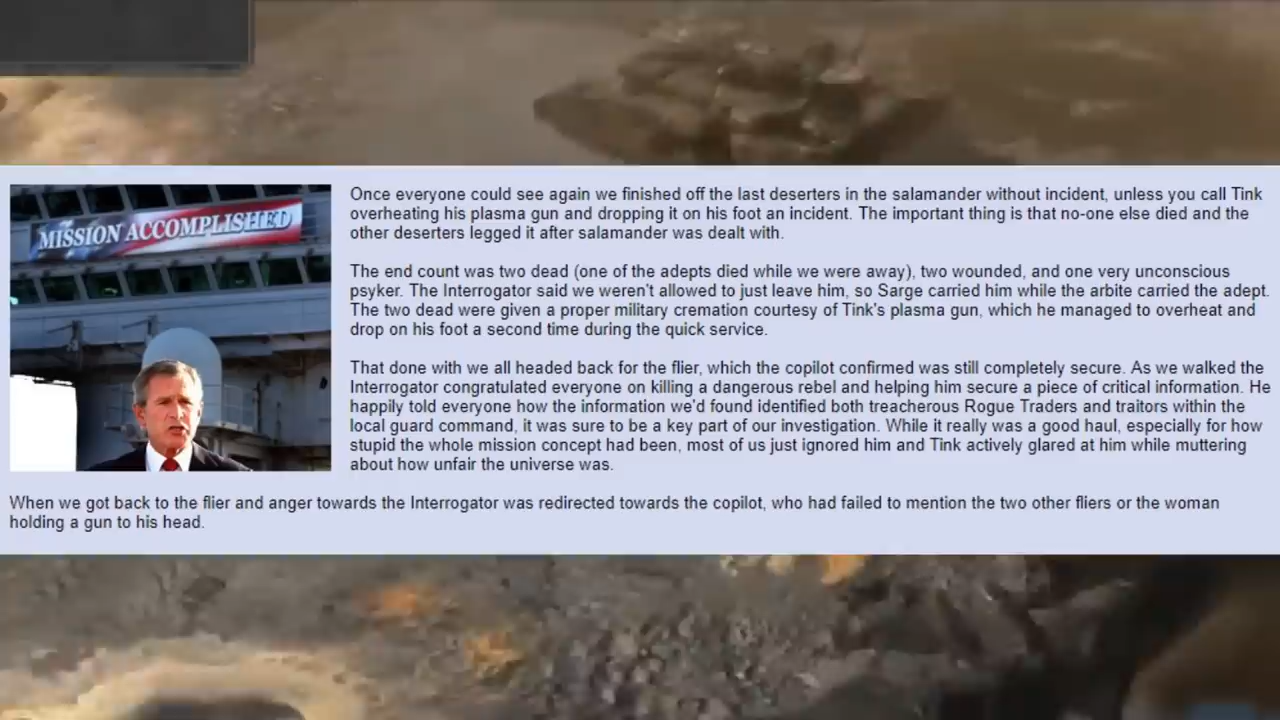 MISSION ACCOMPLISHED
Once everyone could see again we finished off the last deserters in the salamander without incident, unless you call Tink
overheating his plasma gun and dropping it on his foot an incident. The important thing is that no-one else died and the
other deserters legged it after salamander was dealt with.
The end count was two dead (one of the adepts died while we were away), two wounded, and one very unconscious
psyker. The Interrogator said we weren't allowed to just leave him, so Sarge carried him while the arbite carried the adept.
The two dead were given a proper military cremation courtesy of Tink's plasma gun, which he managed to overheat and
drop on his foot a second time during the quick service.
That done with we all headed back for the flier, which the copilot confirmed was still completely secure. As we walked the
Interrogator congratulated everyone on killing a dangerous rebel and helping him secure a piece of critical information. He
happily told everyone how the information we'd found identified both treacherous Rogue Traders and traitors within the
local guard command, it was sure to be a key part of our investigation. While it really was a good haul, especially for how
stupid the whole mission concept had been, most of us just ignored him and Tink actively glared at him while muttering
about how unfair the universe was.
When we got back to the flier and anger towards the Interrogator was redirected towards the copilot, who had failed to mention the two other fliers or the woman
holding a gun to his head.